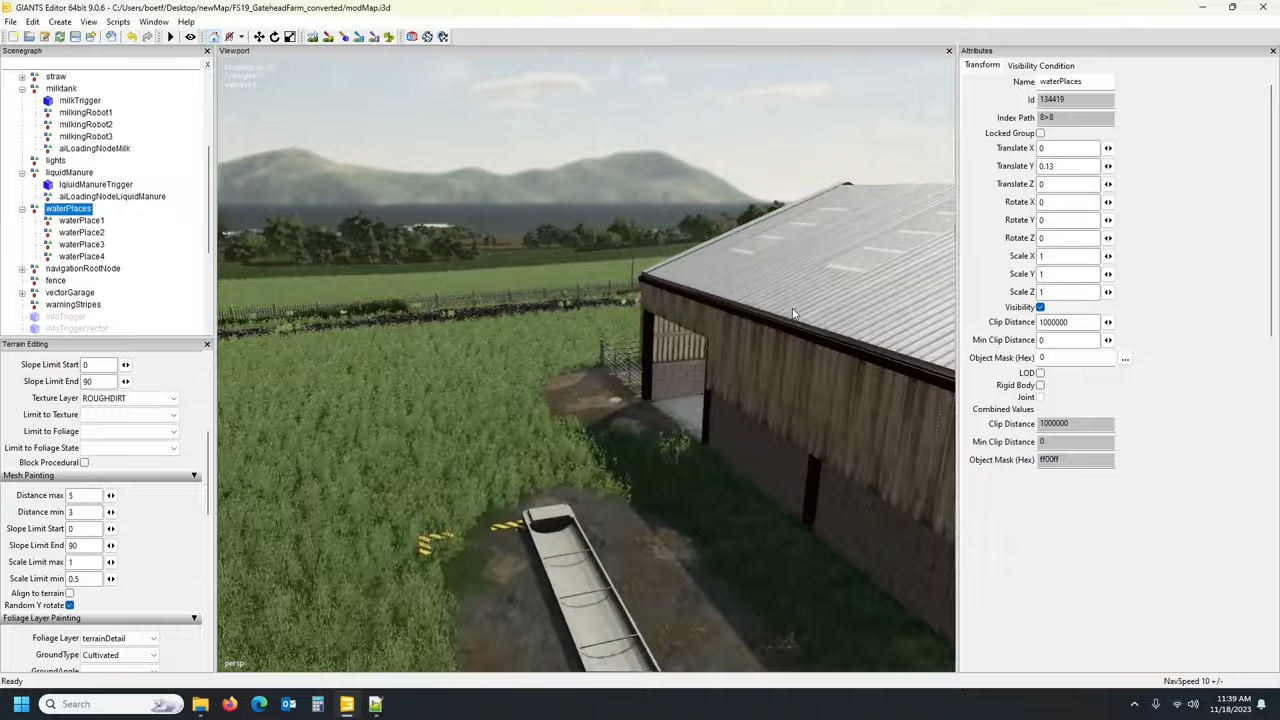 GIANTS Editor 64bit 9.0.6 - C:/Users/boetf/Desktop/newMap/FS19_GateheadFarm_converted/modMap.i3d
File Edit Create View Scripts Window Help
Scenegraph
X
straw
milktank
milkTrigger
milkingRobot1
milkingRobot2
milkingRobot3
aiLoadingNodeMilk
lights
liquidManure
lqiuidManureTrigger
aiLoadingNodeLiquidManure
waterPlaces
waterPlace1
waterPlace2
waterPlace3
waterPlace4
navigationRootNode
fence
vectorGarage
warningStripes
infoTrigger
infoTriggerVector
Terrain Editing
Slope Limit Start 0
Slope Limit End 90
Texture Layer ROUGHDIRT
Limit to Texture
Limit to Foliage
Limit to Foliage State
Block Procedural
Mesh Painting
Distance max 5
Distance min 3
Slope Limit Start 0
Slope Limit End 90
Scale Limit max 1
Scale Limit min 0.5
Align to terrain
Random Y rotate
Foliage Layer Painting
Foliage Layer terrainDetail
GroundType Cultivated
GroundAngle
Viewport
persp
Attributes
Transform Visibility Condition
Name waterPlaces
Id 134419
Index Path 8>8
Locked Group
Translate X 0
Translate Y 0.13
Translate Z 0
Rotate X 0
Rotate Y 0
Rotate Z 0
Scale X 1
Scale Y 1
Scale Z 1
Visibility
Clip Distance 1000000
Min Clip Distance 0
Object Mask (Hex) 0 ...
LOD
Rigid Body
Joint
Combined Values
Clip Distance 1000000
Min Clip Distance 0
Object Mask (Hex) ff00ff
Ready
NavSpeed 10 +/-
Search
11:39 AM
11/18/2023